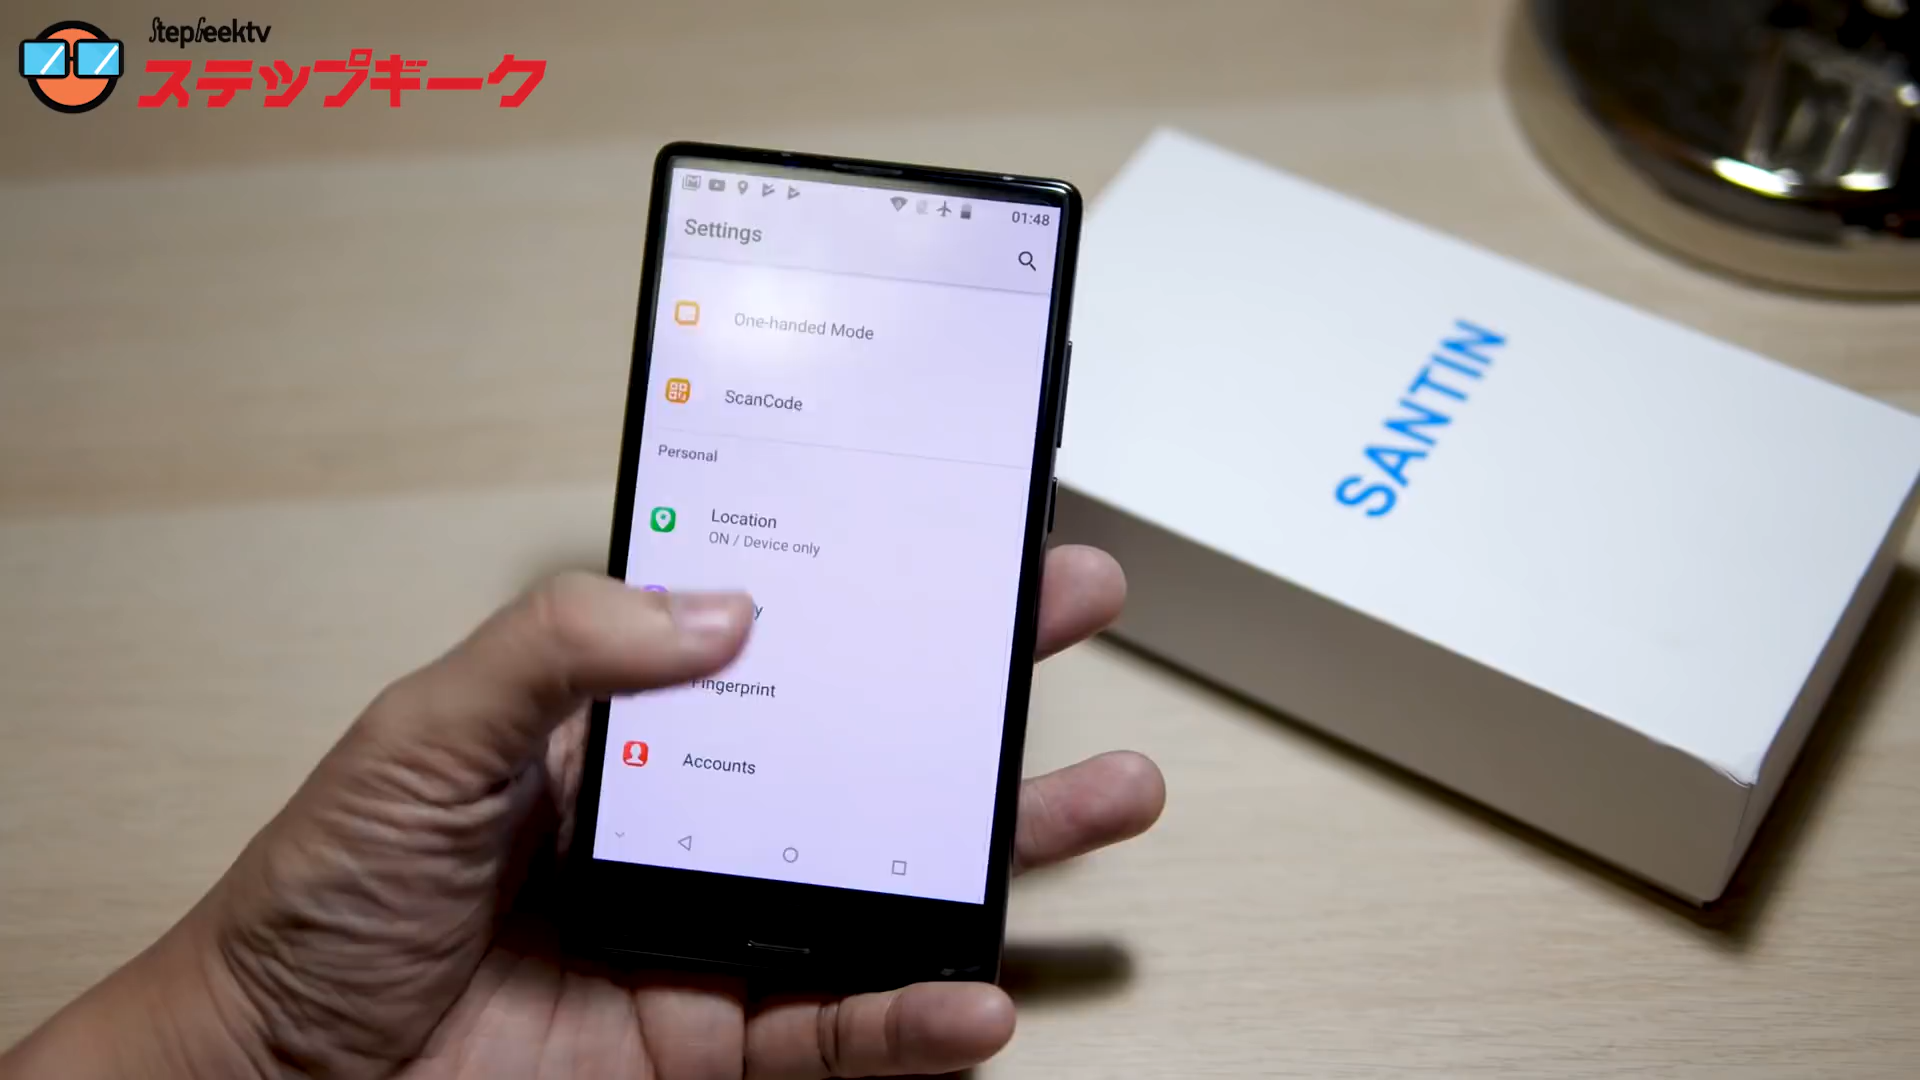 StepGeektv
ステップギーク
01:48
Settings
One-handed Mode
ScanCode
Personal
Location
ON / Device only
Fingerprint
Accounts
SANTIN